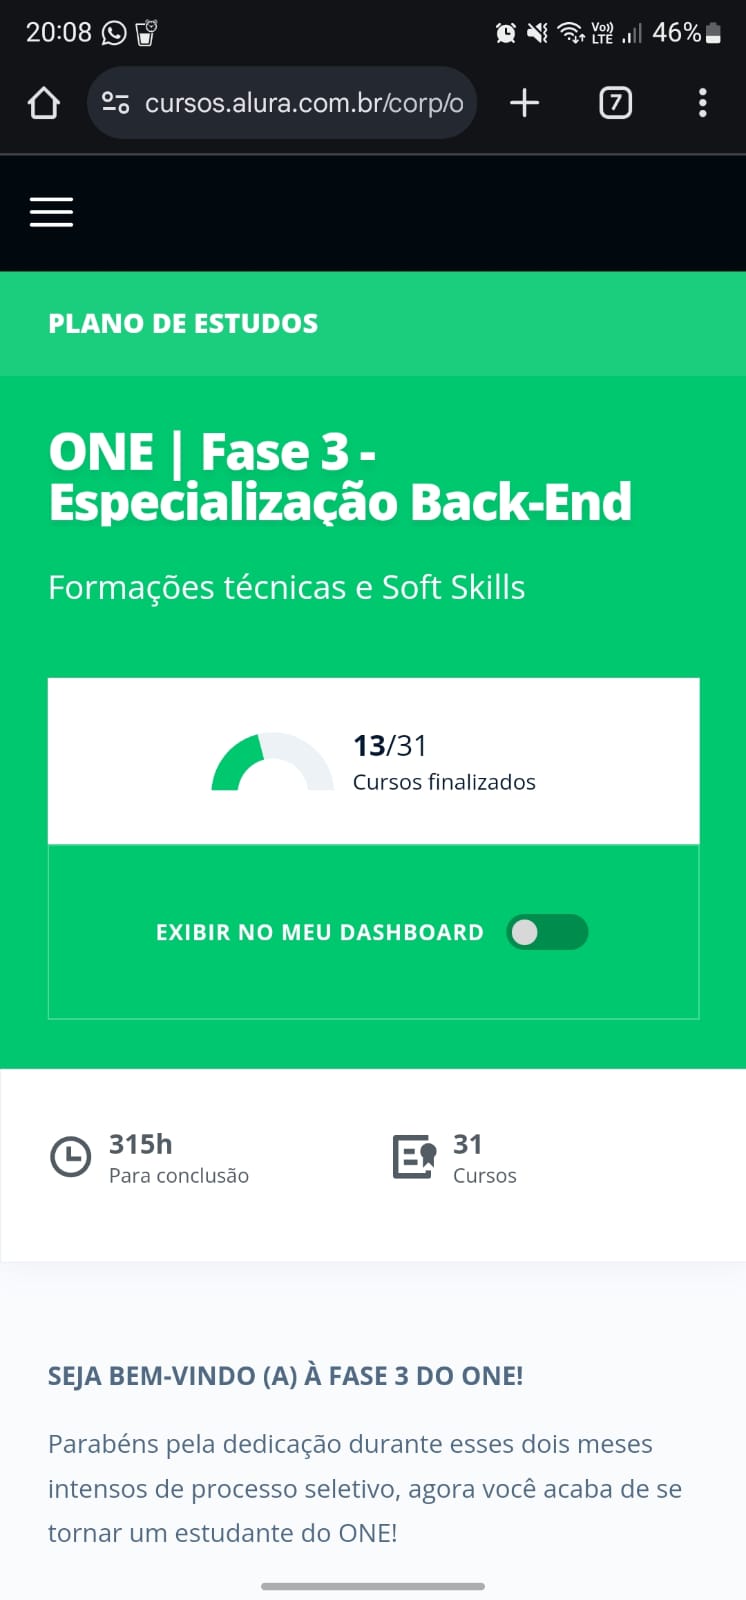 20:08
Vo)) LTE
46%
cursos.alura.com.br/corp/o
7
PLANO DE ESTUDOS
ONE | Fase 3 -
Especialização Back-End
Formações técnicas e Soft Skills
13/31
Cursos finalizados
EXIBIR NO MEU DASHBOARD
315h
Para conclusão
31
Cursos
SEJA BEM-VINDO (A) À FASE 3 DO ONE!
Parabéns pela dedicação durante esses dois meses
intensos de processo seletivo, agora você acaba de se
tornar um estudante do ONE!